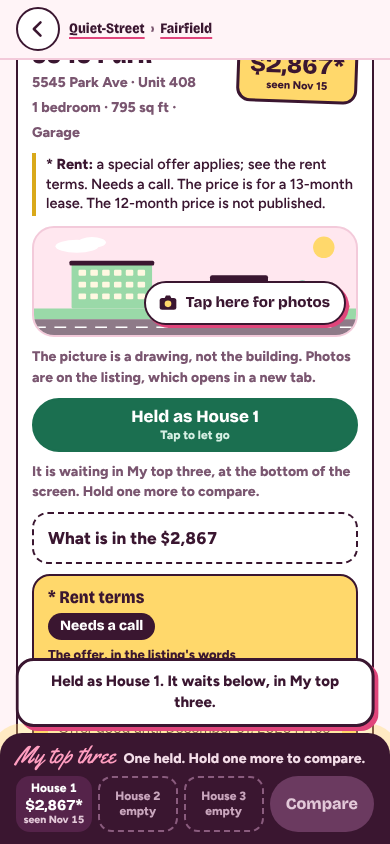 Quiet-Street › Fairfield
5545 Park Ave · Unit 408
$2,867*
seen Nov 15
1 bedroom · 795 sq ft ·
Garage
* Rent: a special offer applies; see the rent
terms. Needs a call. The price is for a 13-month
lease. The 12-month price is not published.
Tap here for photos
The picture is a drawing, not the building. Photos
are on the listing, which opens in a new tab.
Held as House 1
Tap to let go
It is waiting in My top three, at the bottom of the
screen. Hold one more to compare.
What is in the $2,867
* Rent terms
Needs a call
The offer, in the listing's words
Held as House 1. It waits below, in My top
three.
My top three One held. Hold one more to compare.
House 1
$2,867*
seen Nov 15
House 2
empty
House 3
empty
Compare